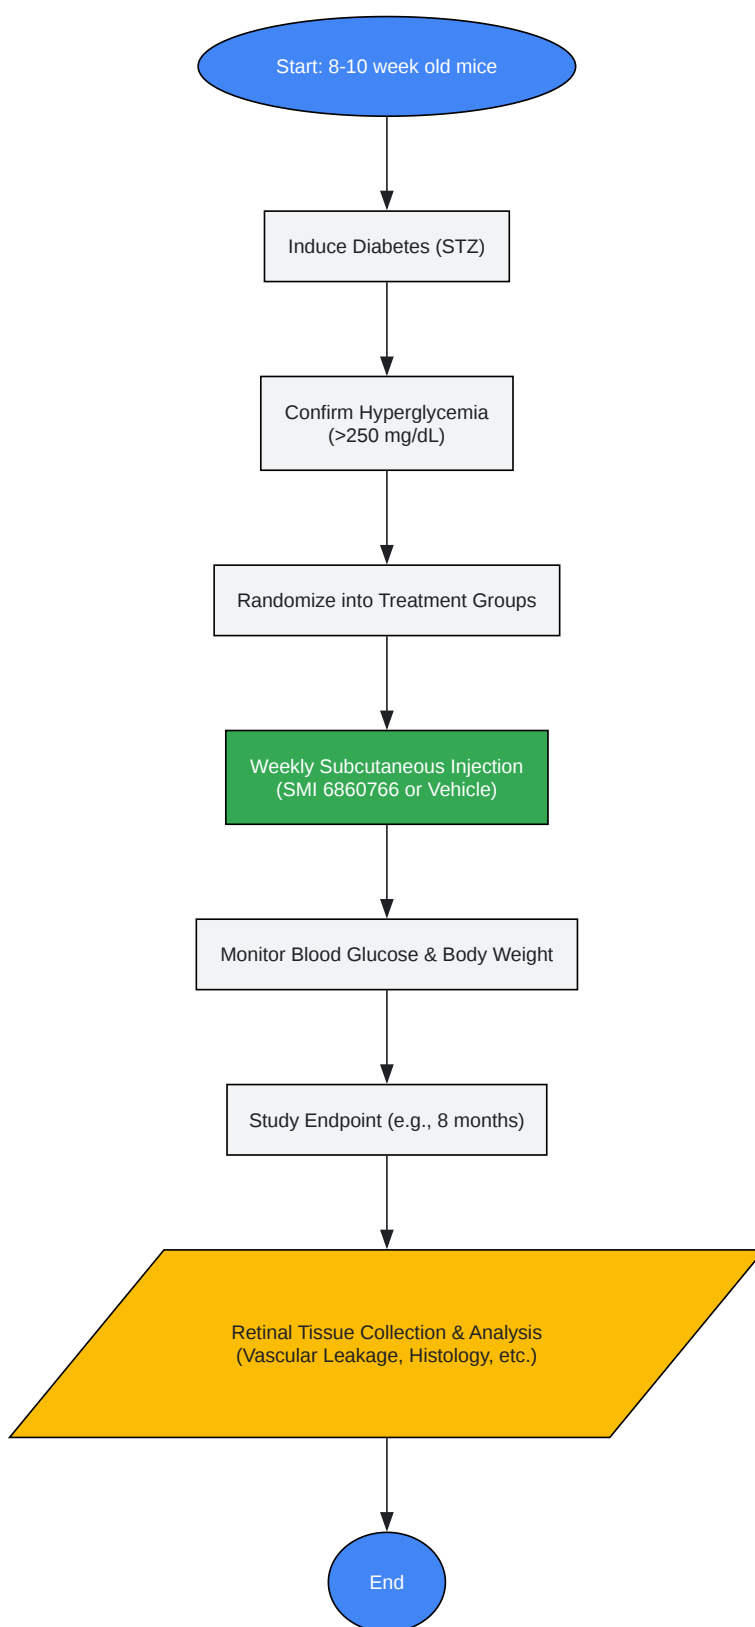 Start: 8-10 week old mice
Induce Diabetes (STZ)
Confirm Hyperglycemia
(>250 mg/dL)
Randomize into Treatment Groups
Weekly Subcutaneous Injection
(SMI 6860766 or Vehicle)
Monitor Blood Glucose & Body Weight
Study Endpoint (e.g., 8 months)
Retinal Tissue Collection & Analysis
(Vascular Leakage, Histology, etc.)
End